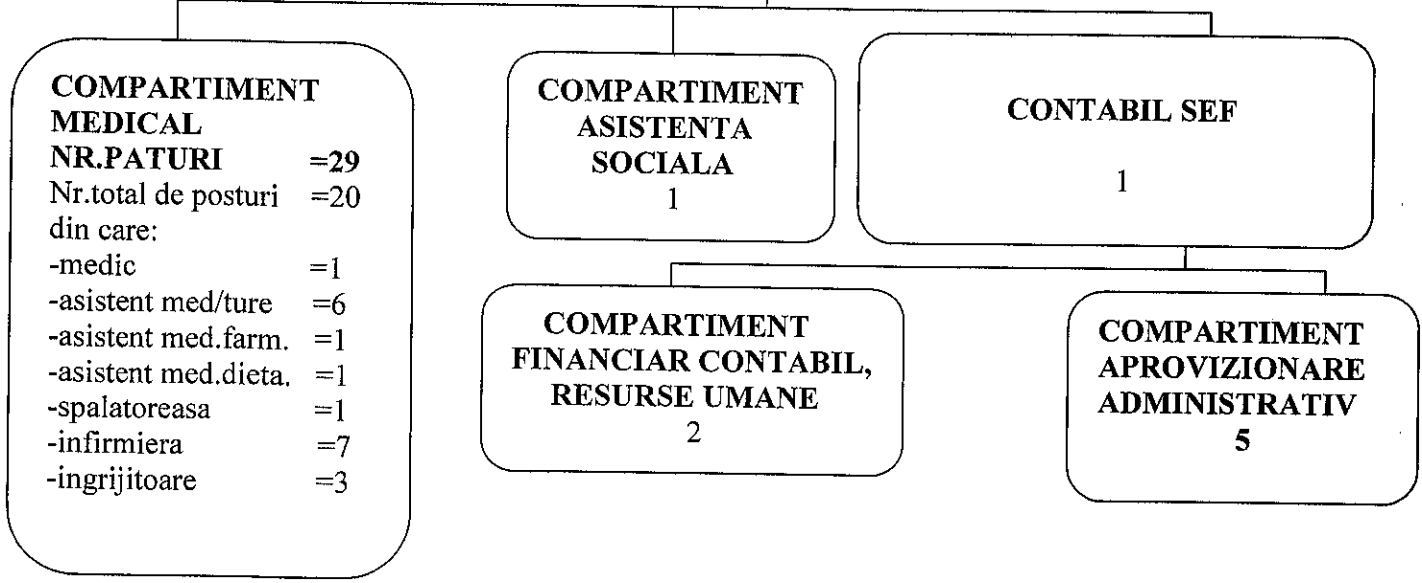 COMPARTIMENT
MEDICAL
NR.PATURI =29
Nr.total de posturi =20
din care:
-medic =1
-asistent med/ture =6
-asistent med.farm. =1
-asistent med.dieta. =1
-spalatoreasa =1
-infirmiera =7
-ingrijitoare =3
COMPARTIMENT
ASISTENTA
SOCIALA
1
CONTABIL SEF
1
COMPARTIMENT
FINANCIAR CONTABIL,
RESURSE UMANE
2
COMPARTIMENT
APROVIZIONARE
ADMINISTRATIV
5